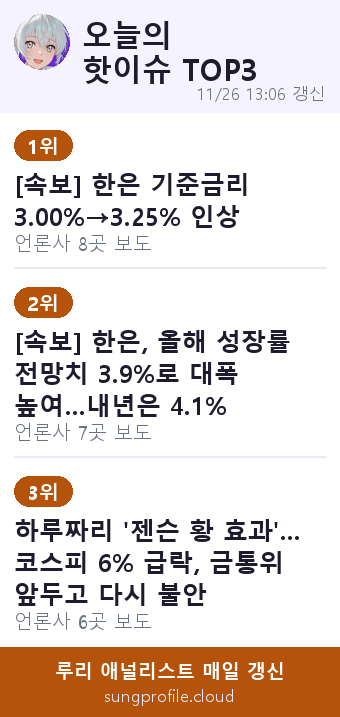 오늘의
핫이슈 TOP3
11/26 13:06 갱신
1위
[속보] 한은 기준금리
3.00%→3.25% 인상
언론사 8곳 보도
2위
[속보] 한은, 올해 성장률
전망치 3.9%로 대폭
높여...내년은 4.1%
언론사 7곳 보도
3위
하루짜리 '젠슨 황 효과'...
코스피 6% 급락, 금통위
앞두고 다시 불안
언론사 6곳 보도
루리 애널리스트 매일 갱신
sungprofile.cloud